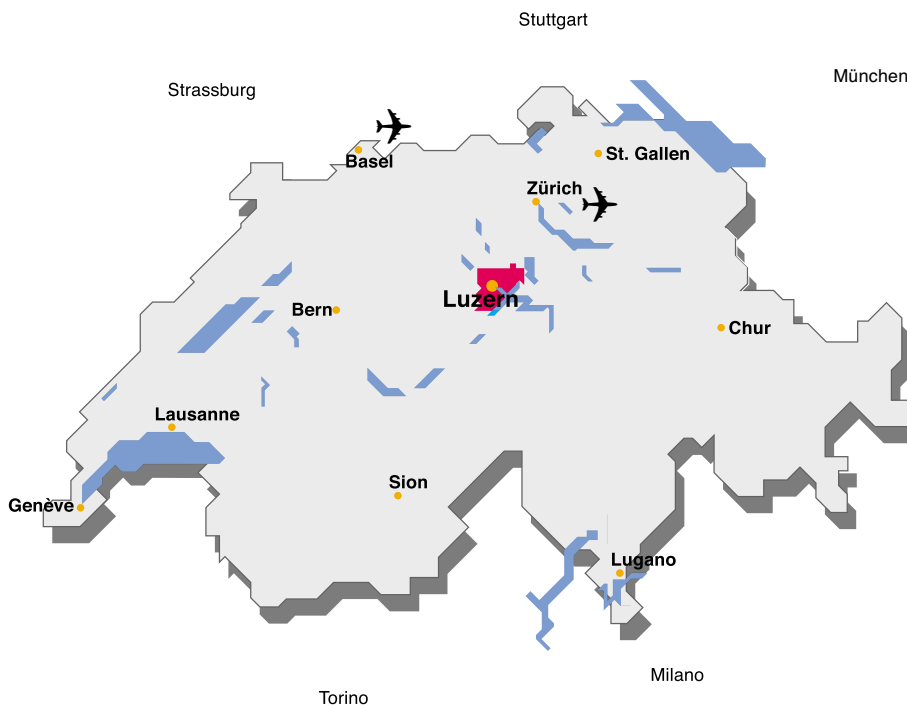 Stuttgart
München
Strassburg
Basel
St. Gallen
Zürich
Luzern
Bern
Chur
Lausanne
Sion
Genève
Lugano
Milano
Torino